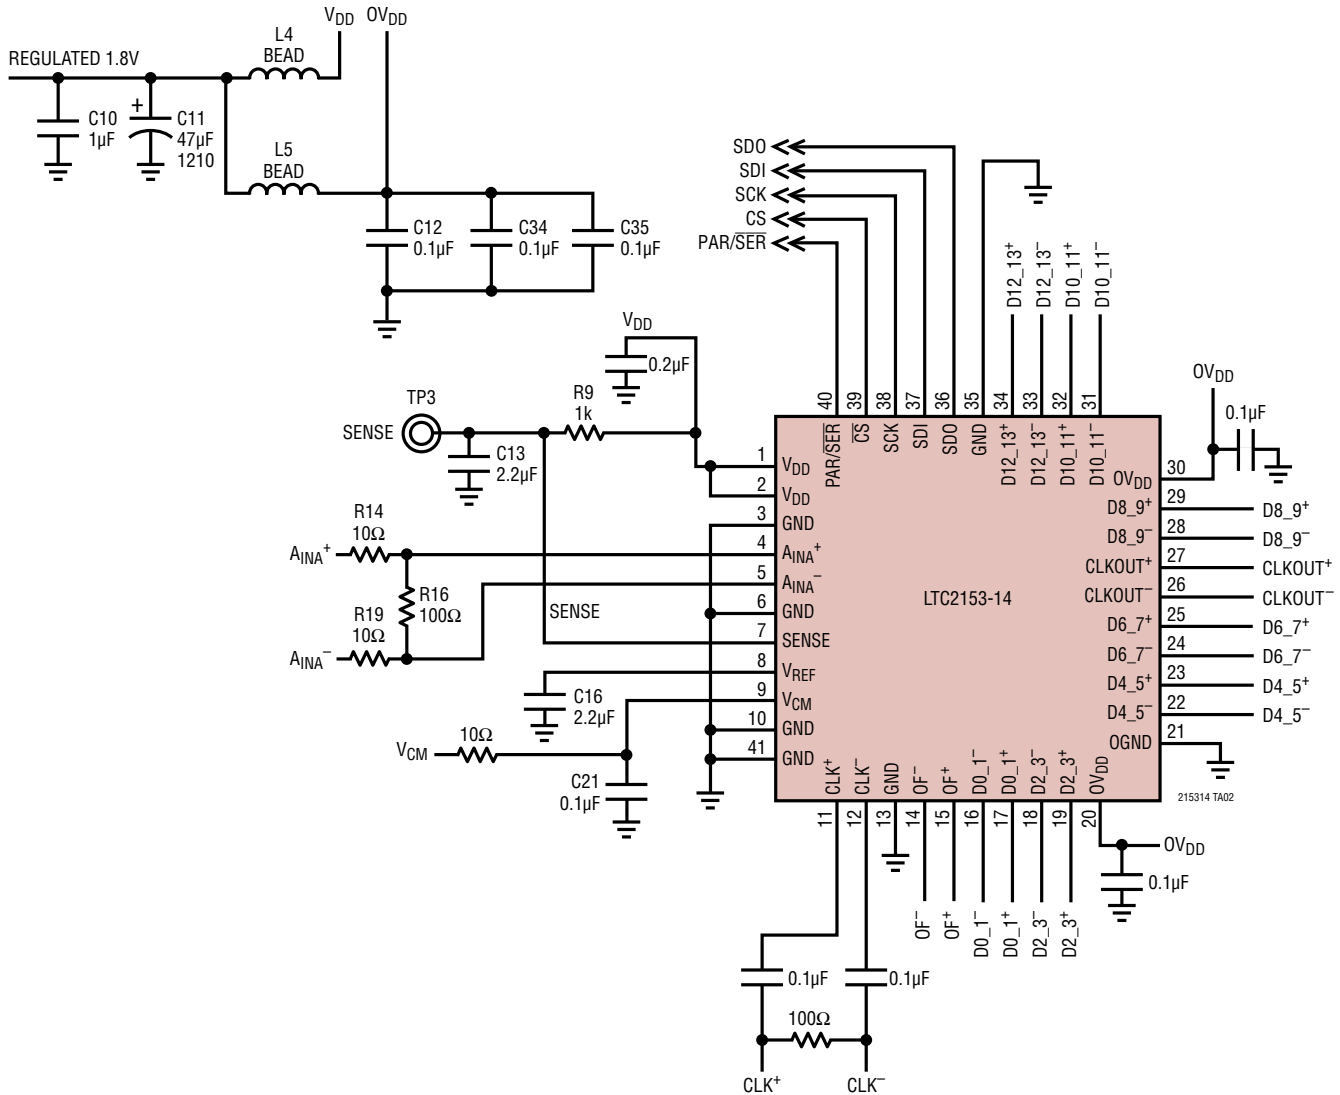 REGULATED 1.8V
L4
BEAD
VDD
OVDD
C10
1µF
+
C11
47µF
1210
L5
BEAD
C12
0.1µF
C34
0.1µF
C35
0.1µF
SDO
SDI
SCK
CS
PAR/S̅E̅R̅
D12_13+
D12_13–
D10_11+
D10_11–
VDD
0.2µF
TP3
SENSE
R9
1k
C13
2.2µF
R14
10Ω
AINA+
R16
100Ω
R19
10Ω
AINA–
SENSE
C16
2.2µF
VCM
10Ω
C21
0.1µF
40
39
38
37
36
35
34
33
32
31
PAR/S̅E̅R̅
C̅S̅
SCK
SDI
SDO
GND
D12_13+
D12_13–
D10_11+
D10_11–
1
VDD
2
VDD
3
GND
4
AINA+
5
AINA–
6
GND
7
SENSE
8
VREF
9
VCM
10
GND
41
GND
LTC2153-14
OVDD
0.1µF
OVDD
30
D8_9+
29
D8_9+
D8_9–
28
D8_9–
CLKOUT+
27
CLKOUT+
CLKOUT–
26
CLKOUT–
D6_7+
25
D6_7+
D6_7–
24
D6_7–
D4_5+
23
D4_5+
D4_5–
22
D4_5–
OGND
21
215314 TA02
CLK+
CLK–
GND
OF–
OF+
D0_1–
D0_1+
D2_3–
D2_3+
OVDD
11
12
13
14
15
16
17
18
19
20
OVDD
0.1µF
OF–
OF+
D0_1–
D0_1+
D2_3–
D2_3+
0.1µF
0.1µF
100Ω
CLK+
CLK–